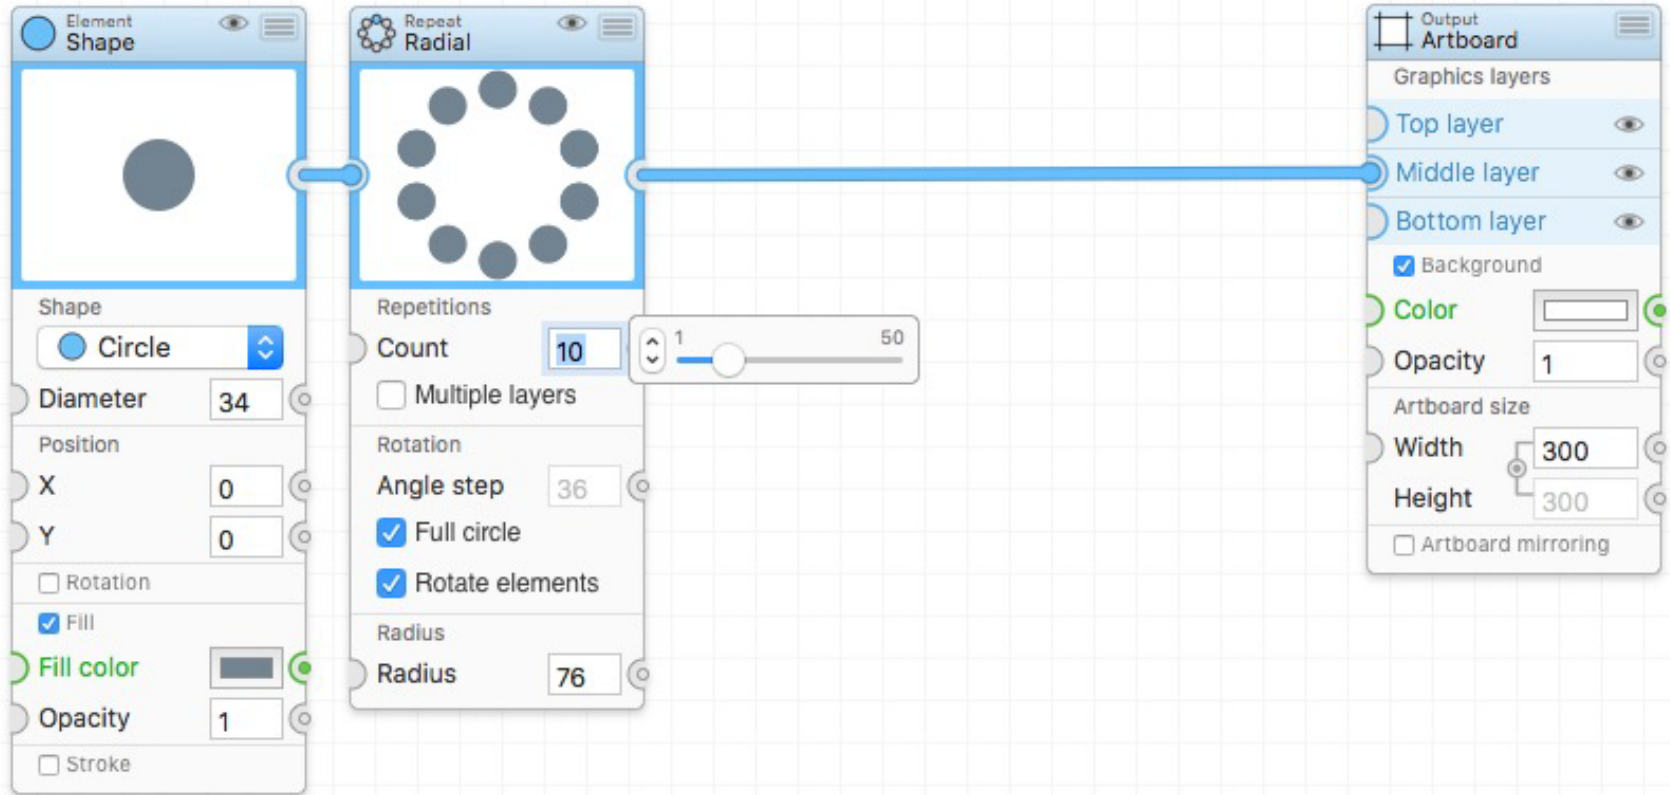 Element
Shape
Shape
Circle
Diameter 34
Position
X 0
Y 0
Rotation
Fill
Fill color
Opacity 1
Stroke
Repeat
Radial
Repetitions
Count 10
1 50
Multiple layers
Rotation
Angle step 36
Full circle
Rotate elements
Radius
Radius 76
Output
Artboard
Graphics layers
Top layer
Middle layer
Bottom layer
Background
Color
Opacity 1
Artboard size
Width 300
Height 300
Artboard mirroring